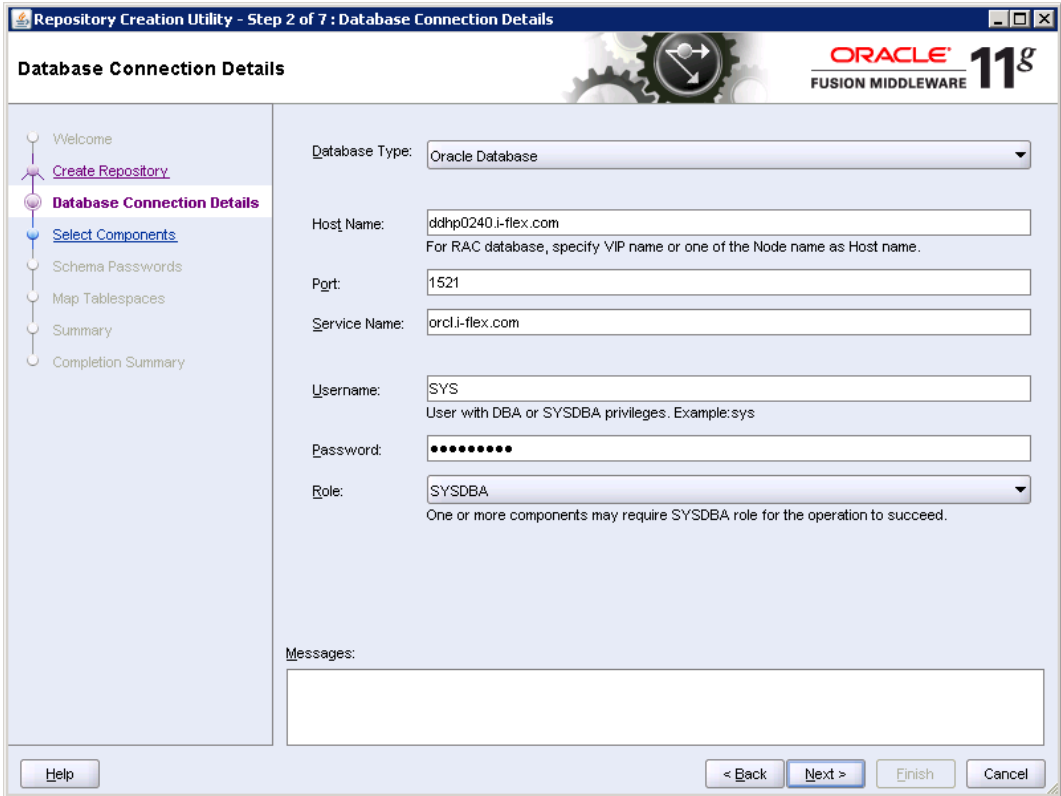 Repository Creation Utility - Step 2 of 7 : Database Connection Details
Database Connection Details
ORACLE
FUSION MIDDLEWARE 11g
Welcome
Create Repository
Database Connection Details
Select Components
Schema Passwords
Map Tablespaces
Summary
Completion Summary
Database Type: Oracle Database
Host Name: ddhp0240.i-flex.com
For RAC database, specify VIP name or one of the Node name as Host name.
Port: 1521
Service Name: orcl.i-flex.com
Username: SYS
User with DBA or SYSDBA privileges. Example:sys
Password: •••••••••
Role: SYSDBA
One or more components may require SYSDBA role for the operation to succeed.
Messages:
Help
< Back Next > Finish Cancel